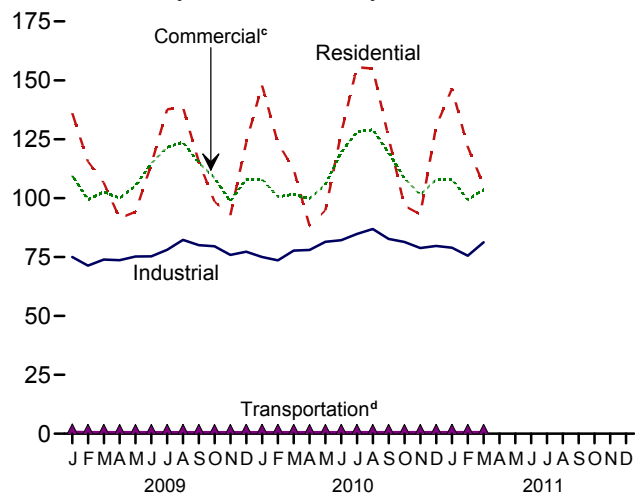 175
Commercialᶜ
Residential
150
125
100
75
Industrial
50
25
Transportationᵈ
0
J F M A M J J A S O N D J F M A M J J A S O N D J F M A M J J A S O N D
2009 2010 2011